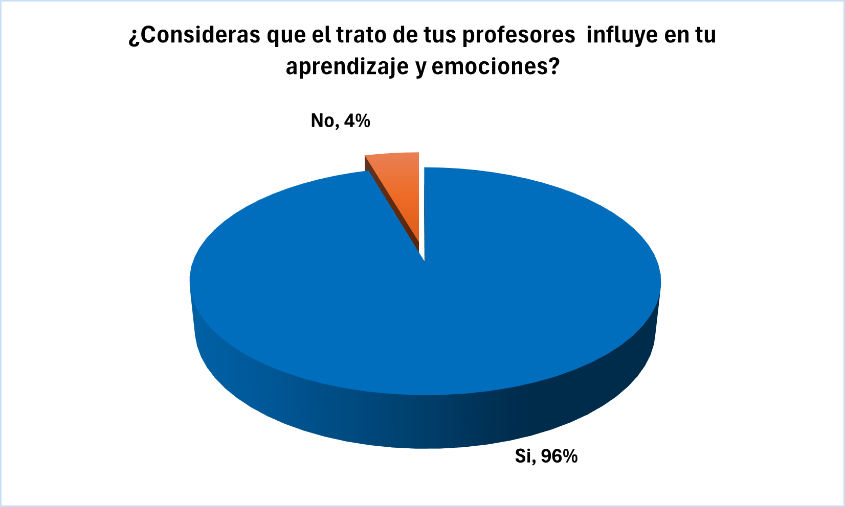 ¿Consideras que el trato de tus profesores  influye en tu
aprendizaje y emociones?
No, 4%
Si, 96%